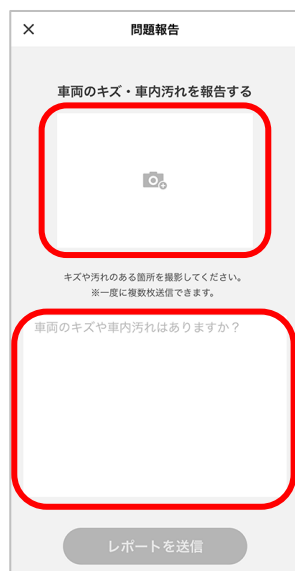 問題報告
車両のキズ・車内汚れを報告する
キズや汚れのある箇所を撮影してください。
※一度に複数枚送信できます。
車両のキズや車内汚れはありますか？
レポートを送信